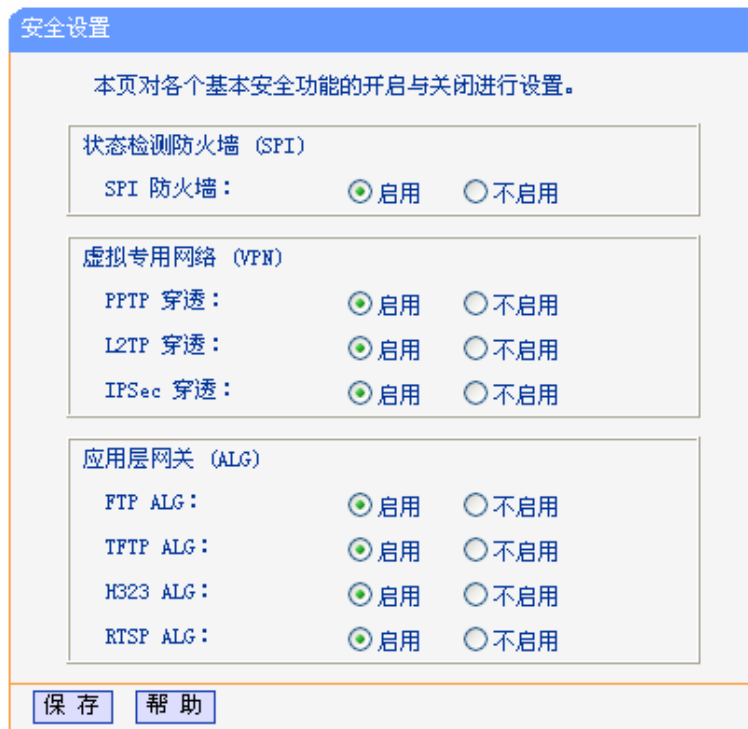 安全设置
本页对各个基本安全功能的开启与关闭进行设置。
状态检测防火墙 (SPI)
SPI 防火墙： 启用 不启用
虚拟专用网络 (VPN)
PPTP 穿透： 启用 不启用
L2TP 穿透： 启用 不启用
IPSec 穿透： 启用 不启用
应用层网关 (ALG)
FTP ALG： 启用 不启用
TFTP ALG： 启用 不启用
H323 ALG： 启用 不启用
RTSP ALG： 启用 不启用
保 存 帮 助